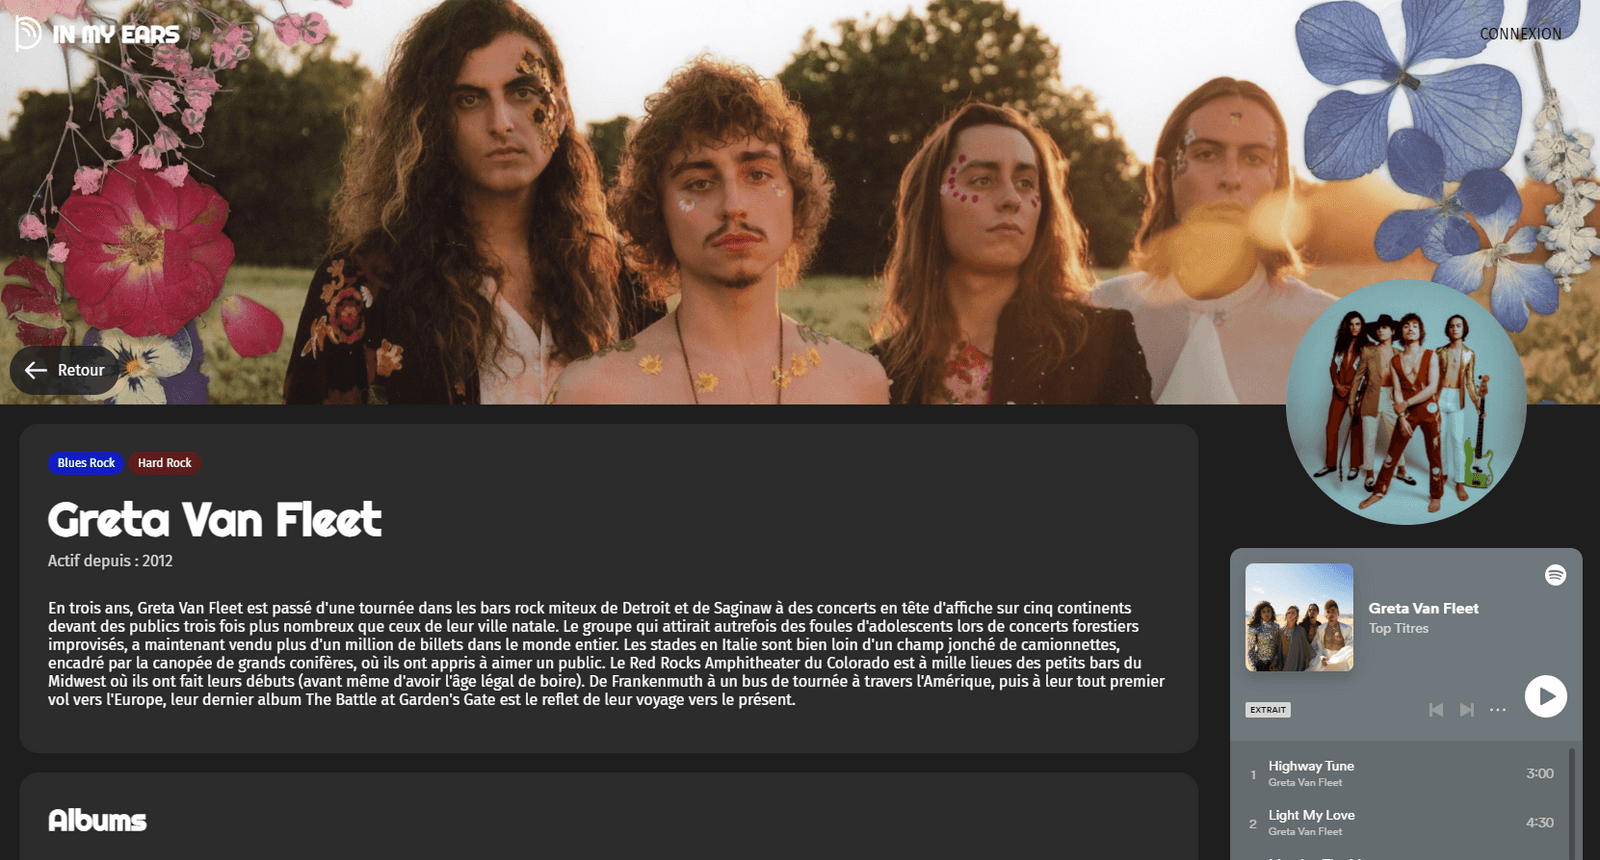 IN MY EARS
CONNEXION
Retour
Blues Rock
Hard Rock
Greta Van Fleet
Actif depuis : 2012
En trois ans, Greta Van Fleet est passé d'une tournée dans les bars rock miteux de Detroit et de Saginaw à des concerts en tête d'affiche sur cinq continents
devant des publics trois fois plus nombreux que ceux de leur ville natale. Le groupe qui attirait autrefois des foules d'adolescents lors de concerts forestiers
improvisés, a maintenant vendu plus d'un million de billets dans le monde entier. Les stades en Italie sont bien loin d'un champ jonché de camionnettes,
encadré par la canopée de grands conifères, où ils ont appris à aimer un public. Le Red Rocks Amphitheater du Colorado est à mille lieues des petits bars du
Midwest où ils ont fait leurs débuts (avant même d'avoir l'âge légal de boire). De Frankenmuth à un bus de tournée à travers l'Amérique, puis à leur tout premier
vol vers l'Europe, leur dernier album The Battle at Garden's Gate est le reflet de leur voyage vers le présent.
Albums
Greta Van Fleet
Top Titres
EXTRAIT
1 Highway Tune 3:00
Greta Van Fleet
2 Light My Love 4:30
Greta Van Fleet